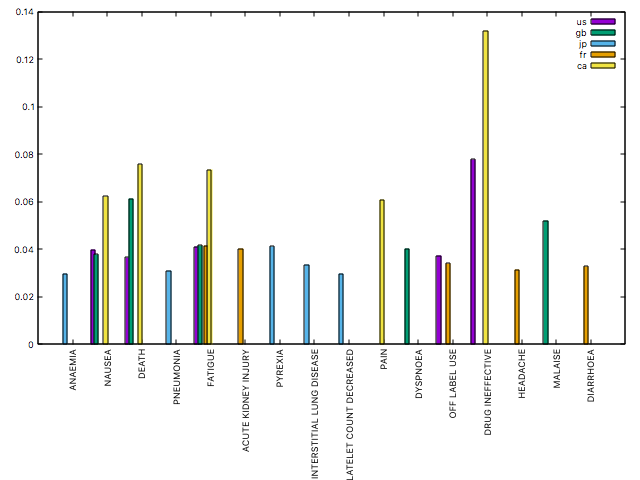 0.14
0.12
0.1
0.08
0.06
0.04
0.02
0
us
gb
jp
fr
ca
ANAEMIA
NAUSEA
DEATH
PNEUMONIA
FATIGUE
ACUTE KIDNEY INJURY
PYREXIA
INTERSTITIAL LUNG DISEASE
LATELET COUNT DECREASED
PAIN
DYSPNOEA
OFF LABEL USE
DRUG INEFFECTIVE
HEADACHE
MALAISE
DIARRHOEA